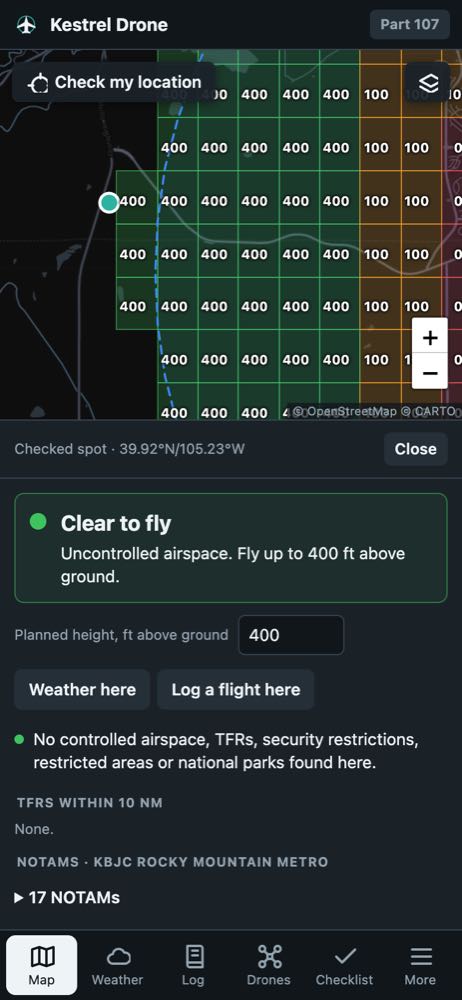 Kestrel Drone
Part 107
Check my location
400 400 400 400 100 100
400 400 400 400 400 100 100
400 400 400 400 400 400 100 100 0
400 400 400 400 400 400 100 100 0
400 400 400 400 400 400 100 100
400 400 400 400 400 100 1
400 400 400
+
−
© OpenStreetMap © CARTO
Checked spot · 39.92°N/105.23°W
Close
Clear to fly
Uncontrolled airspace. Fly up to 400 ft above
ground.
Planned height, ft above ground
400
Weather here
Log a flight here
No controlled airspace, TFRs, security restrictions,
restricted areas or national parks found here.
TFRS WITHIN 10 NM
None.
NOTAMS · KBJC ROCKY MOUNTAIN METRO
17 NOTAMs
Map
Weather
Log
Drones
Checklist
More